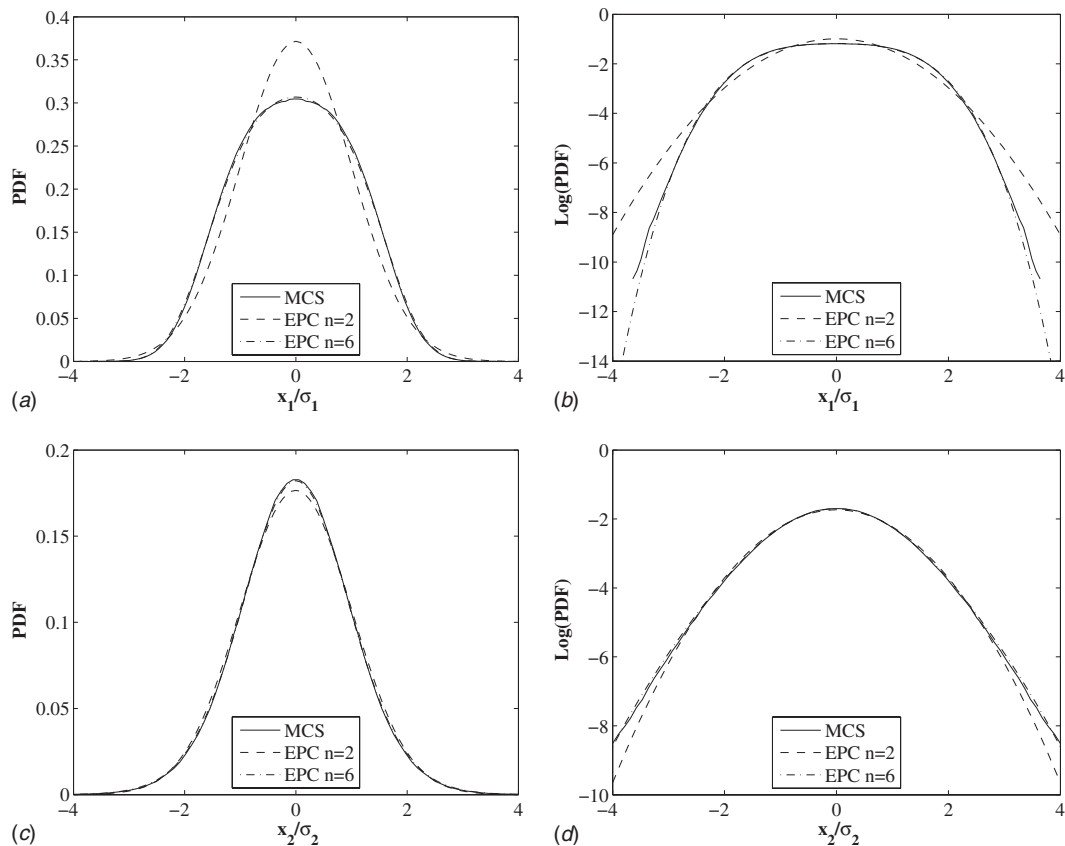 0.4
0.35
0.3
0.25
0.2
0.15
0.1
0.05
0
PDF
MCS
EPC n=2
EPC n=6
−4
−2
0
2
4
x1/σ1
(a)
0
−2
−4
−6
−8
−10
−12
−14
Log(PDF)
MCS
EPC n=2
EPC n=6
−4
−2
0
2
4
x1/σ1
(b)
0.2
0.15
0.1
0.05
0
PDF
MCS
EPC n=2
EPC n=6
−4
−2
0
2
4
x2/σ2
(c)
0
−2
−4
−6
−8
−10
Log(PDF)
MCS
EPC n=2
EPC n=6
−4
−2
0
2
4
x2/σ2
(d)